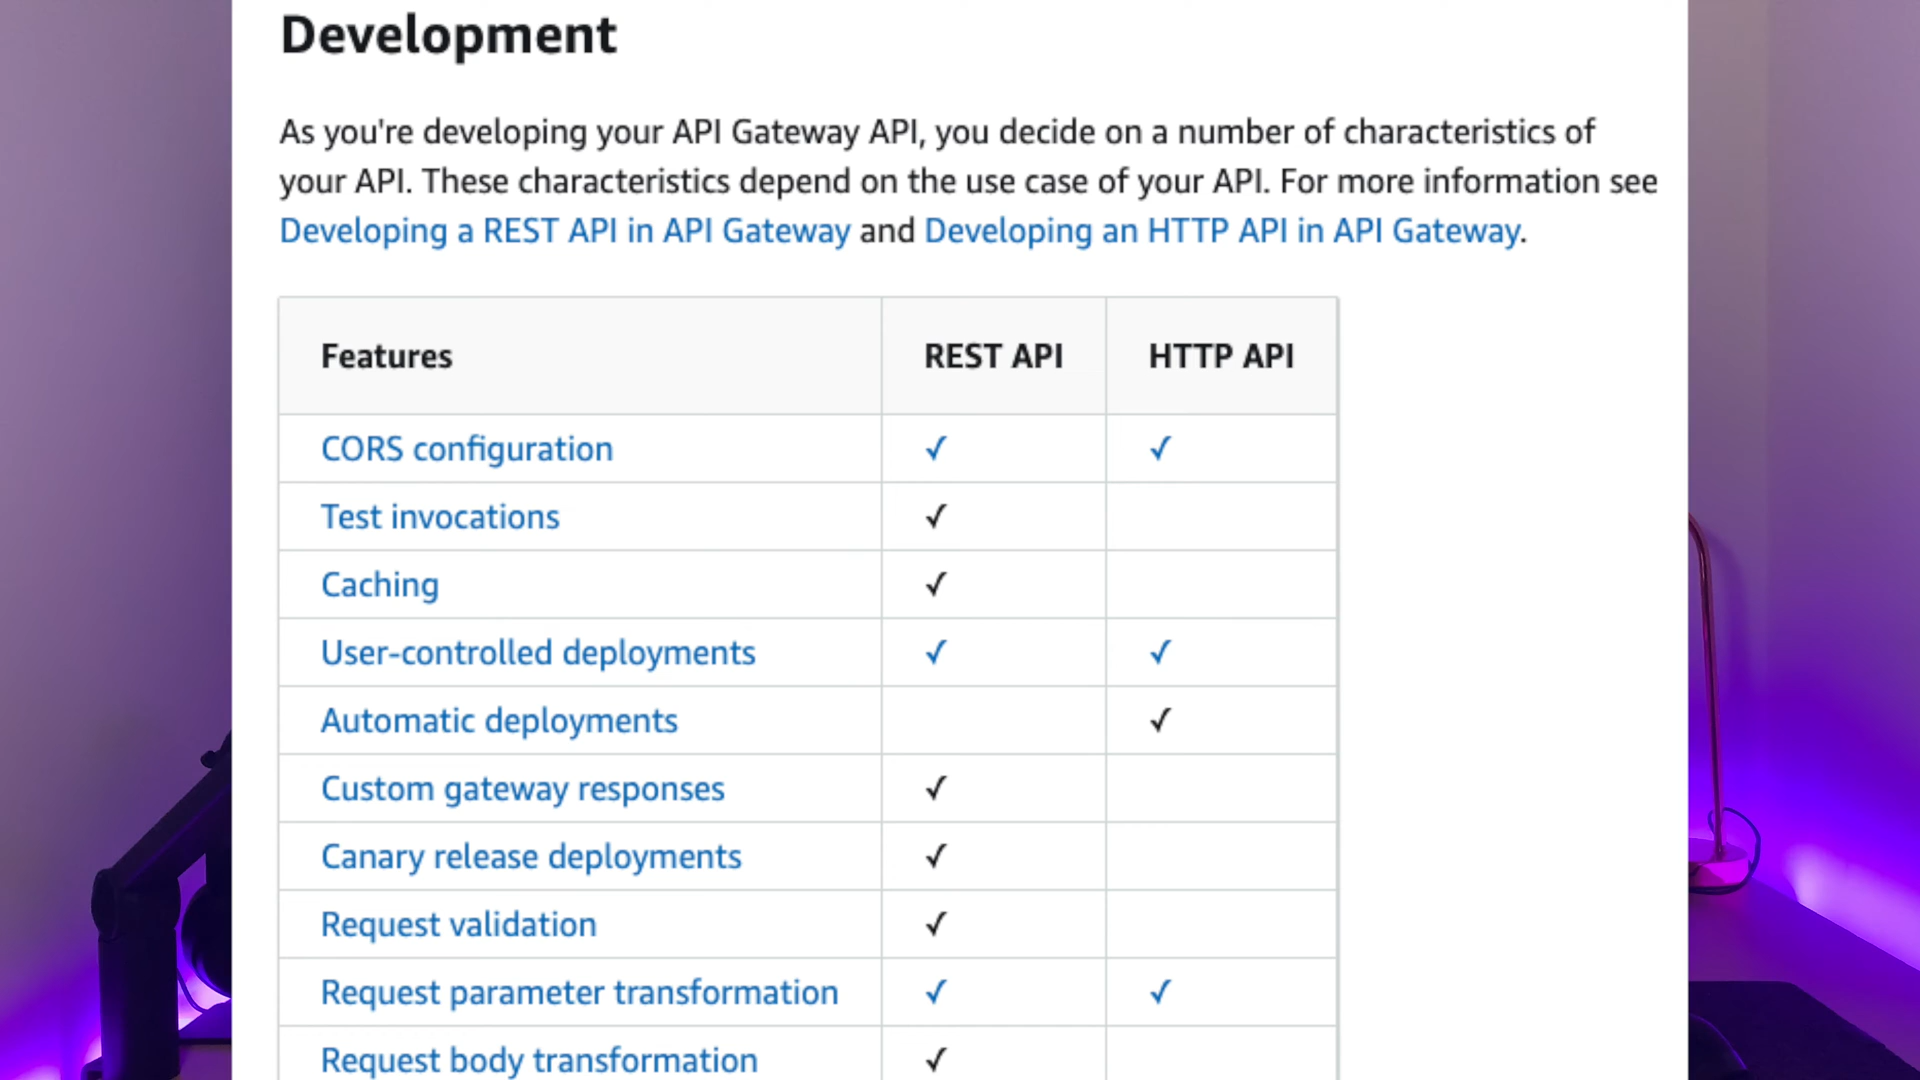 Development
As you're developing your API Gateway API, you decide on a number of characteristics of
your API. These characteristics depend on the use case of your API. For more information see
Developing a REST API in API Gateway and Developing an HTTP API in API Gateway.
Features REST API HTTP API
CORS configuration ✓ ✓
Test invocations ✓
Caching ✓
User-controlled deployments ✓ ✓
Automatic deployments ✓
Custom gateway responses ✓
Canary release deployments ✓
Request validation ✓
Request parameter transformation ✓ ✓
Request body transformation ✓